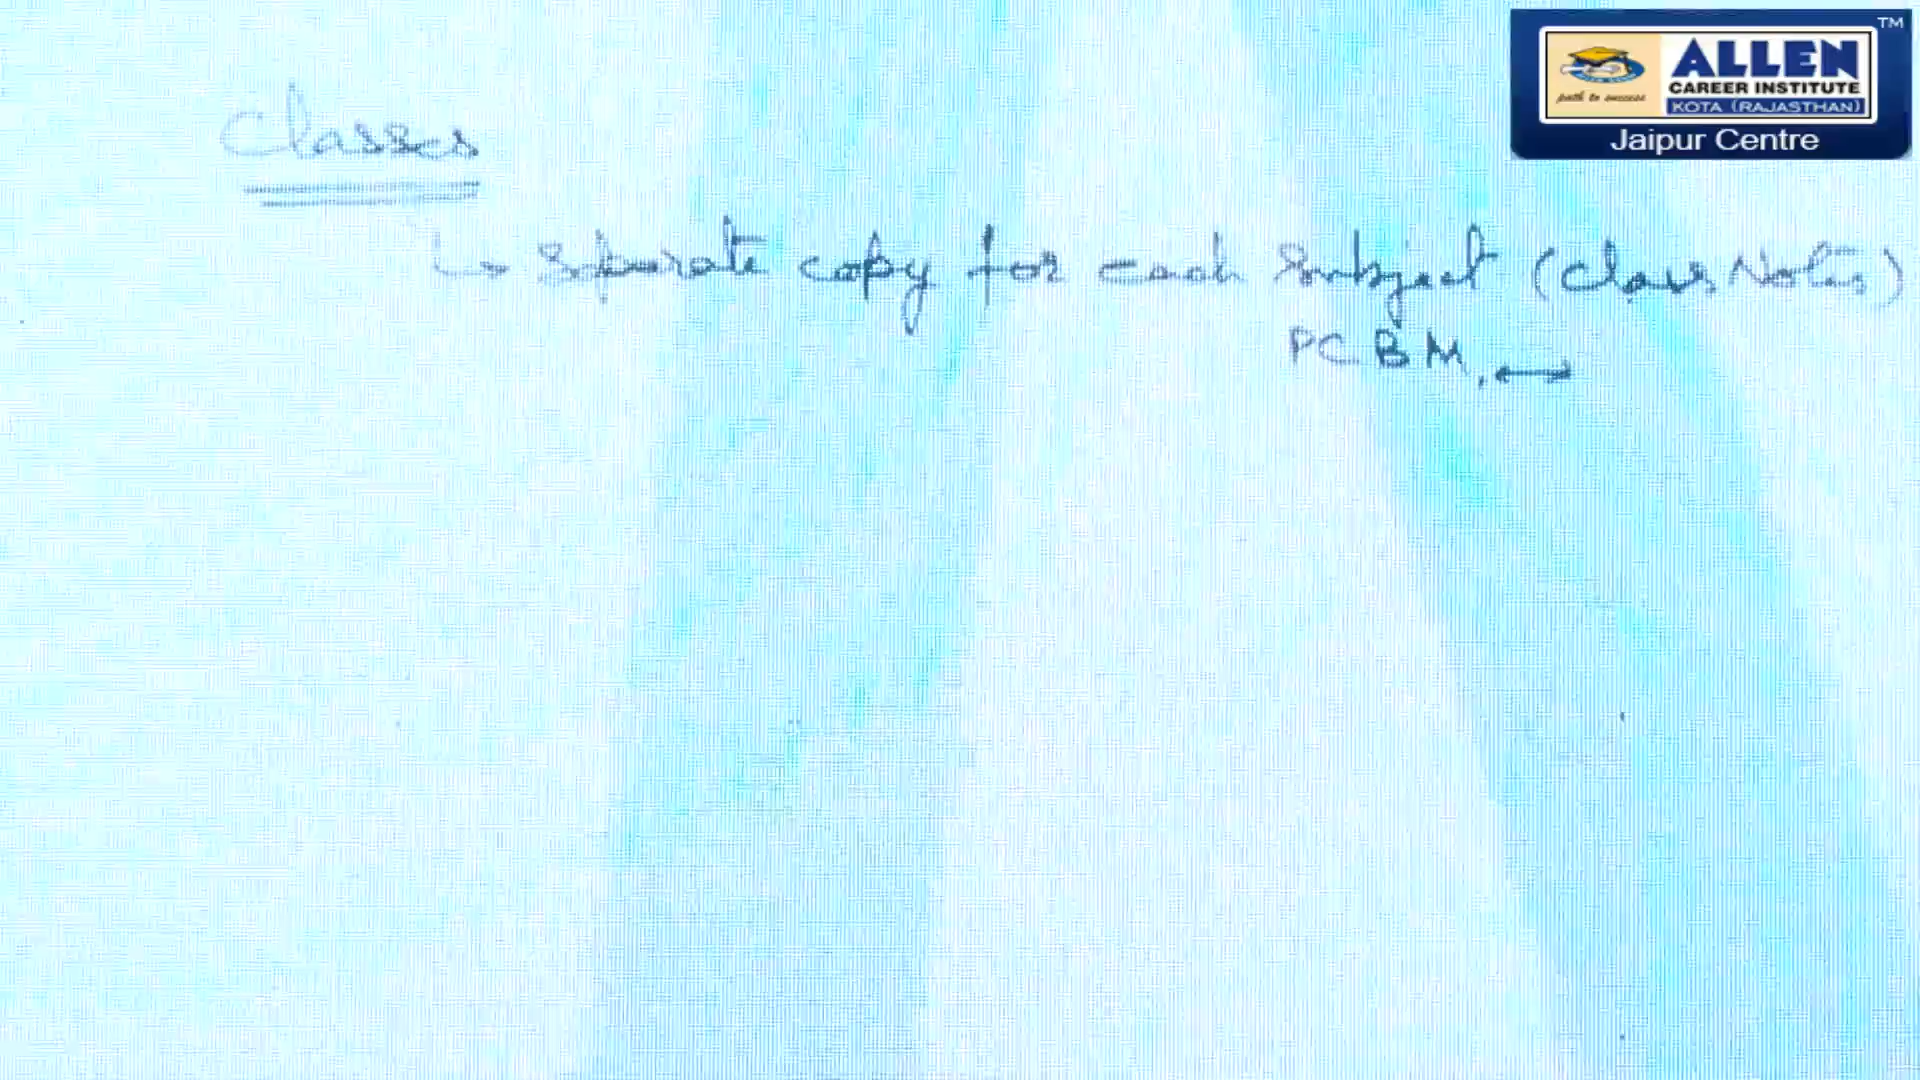 TM
ALLEN
CAREER INSTITUTE
KOTA (RAJASTHAN)
path to success
Jaipur Centre
Classes
↳ Separate copy for each Subject (Class Notes)
PCBM, ↔